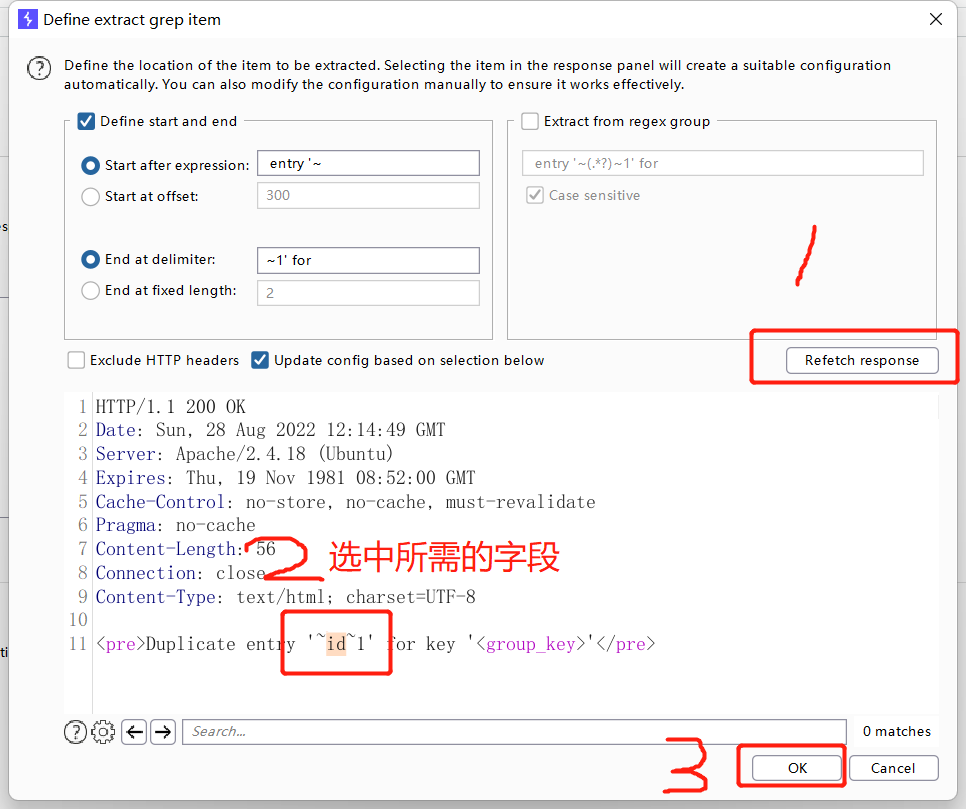 Define extract grep item
Define the location of the item to be extracted. Selecting the item in the response panel will create a suitable configuration
automatically. You can also modify the configuration manually to ensure it works effectively.
Define start and end
Start after expression: entry '~
Start at offset: 300
End at delimiter: ~1' for
End at fixed length: 2
Extract from regex group
entry '~(.*?)~1' for
Case sensitive
1
Exclude HTTP headers Update config based on selection below Refetch response
1 HTTP/1.1 200 OK
2 Date: Sun, 28 Aug 2022 12:14:49 GMT
3 Server: Apache/2.4.18 (Ubuntu)
4 Expires: Thu, 19 Nov 1981 08:52:00 GMT
5 Cache-Control: no-store, no-cache, must-revalidate
6 Pragma: no-cache
7 Content-Length: 56
2 选中所需的字段
8 Connection: close
9 Content-Type: text/html; charset=UTF-8
10
11 <pre>Duplicate entry '~id~1' for key '<group_key>'</pre>
Search... 0 matches
3 OK Cancel